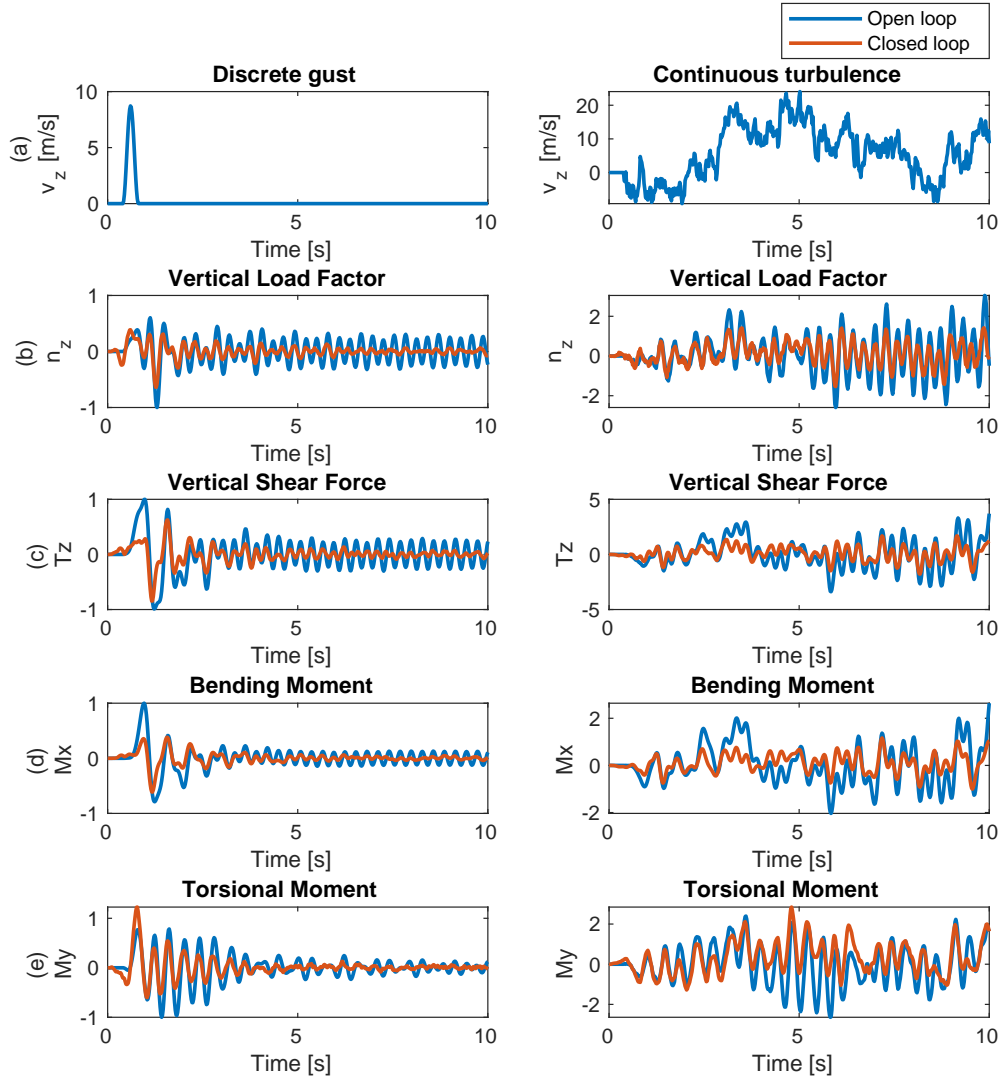 Open loop
Closed loop
Discrete gust
Continuous turbulence
(a)
v_z [m/s]
10
5
0
0
5
10
Time [s]
v_z [m/s]
20
10
0
0
5
10
Time [s]
Vertical Load Factor
Vertical Load Factor
(b)
n_z
1
0
-1
0
5
10
Time [s]
n_z
2
0
-2
0
5
10
Time [s]
Vertical Shear Force
Vertical Shear Force
(c)
Tz
1
0
-1
0
5
10
Time [s]
Tz
5
0
-5
0
5
10
Time [s]
Bending Moment
Bending Moment
(d)
Mx
1
0
-1
0
5
10
Time [s]
Mx
2
0
-2
0
5
10
Time [s]
Torsional Moment
Torsional Moment
(e)
My
1
0
-1
0
5
10
Time [s]
My
2
0
-2
0
5
10
Time [s]